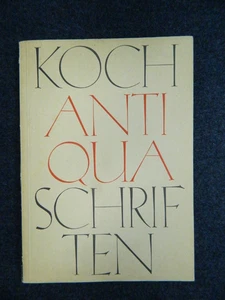 KOCH
ANTI
QUA
SCHRIF
TEN